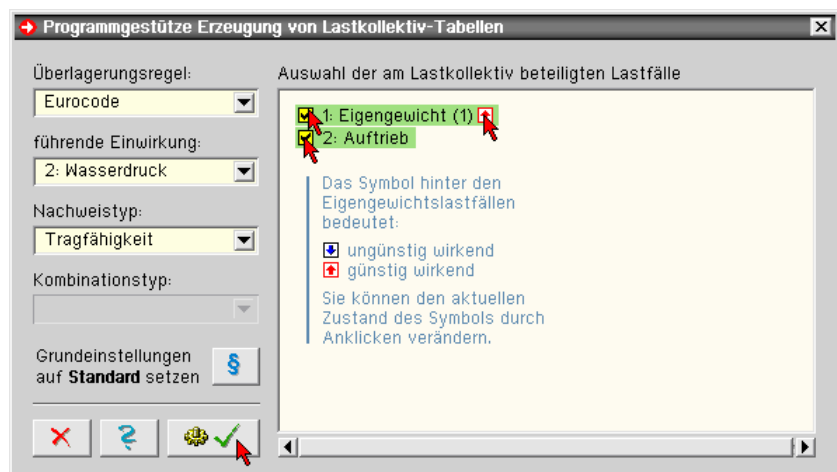 Programmgestütze Erzeugung von Lastkollektiv-Tabellen
Überlagerungsregel:
Eurocode
führende Einwirkung:
2: Wasserdruck
Nachweistyp:
Tragfähigkeit
Kombinationstyp:
Grundeinstellungen
auf Standard setzen
§
Auswahl der am Lastkollektiv beteiligten Lastfälle
1: Eigengewicht (1)
2: Auftrieb
Das Symbol hinter den
Eigengewichtslastfällen
bedeutet:
ungünstig wirkend
günstig wirkend
Sie können den aktuellen
Zustand des Symbols durch
Anklicken verändern.